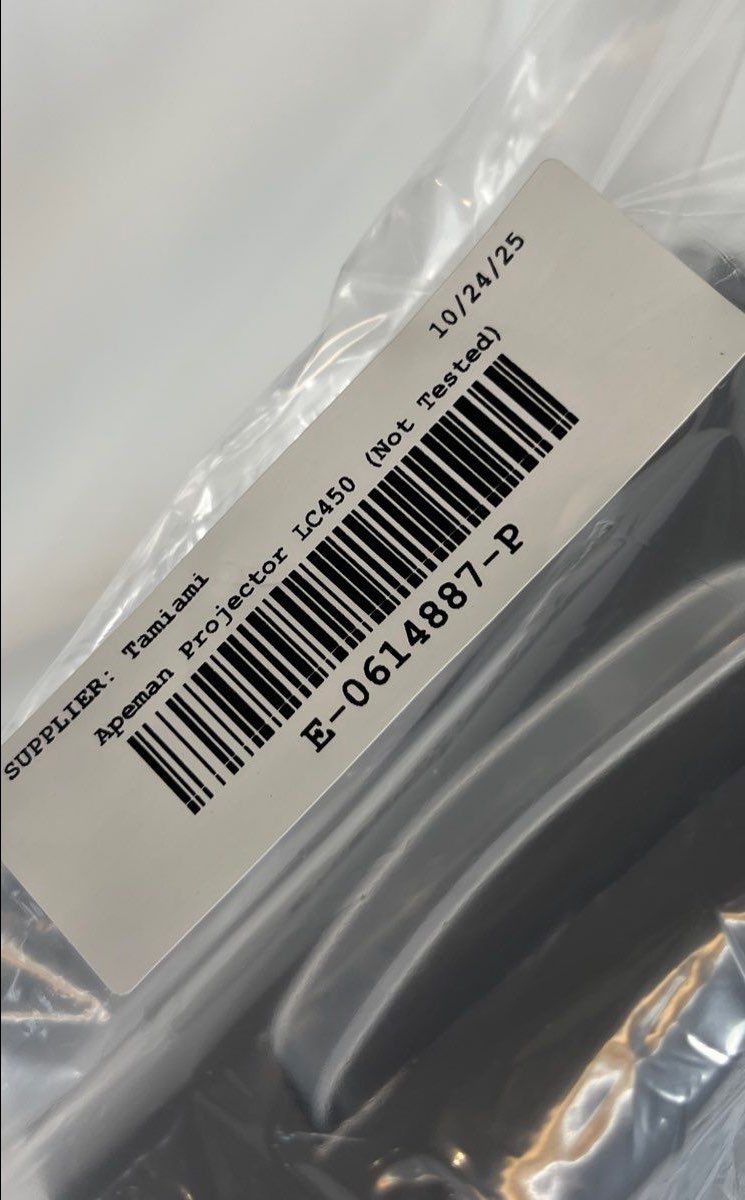 SUPPLIER: Tamiami 10/24/25
Apeman Projector LC450 (Not Tested)
E-0614887-P